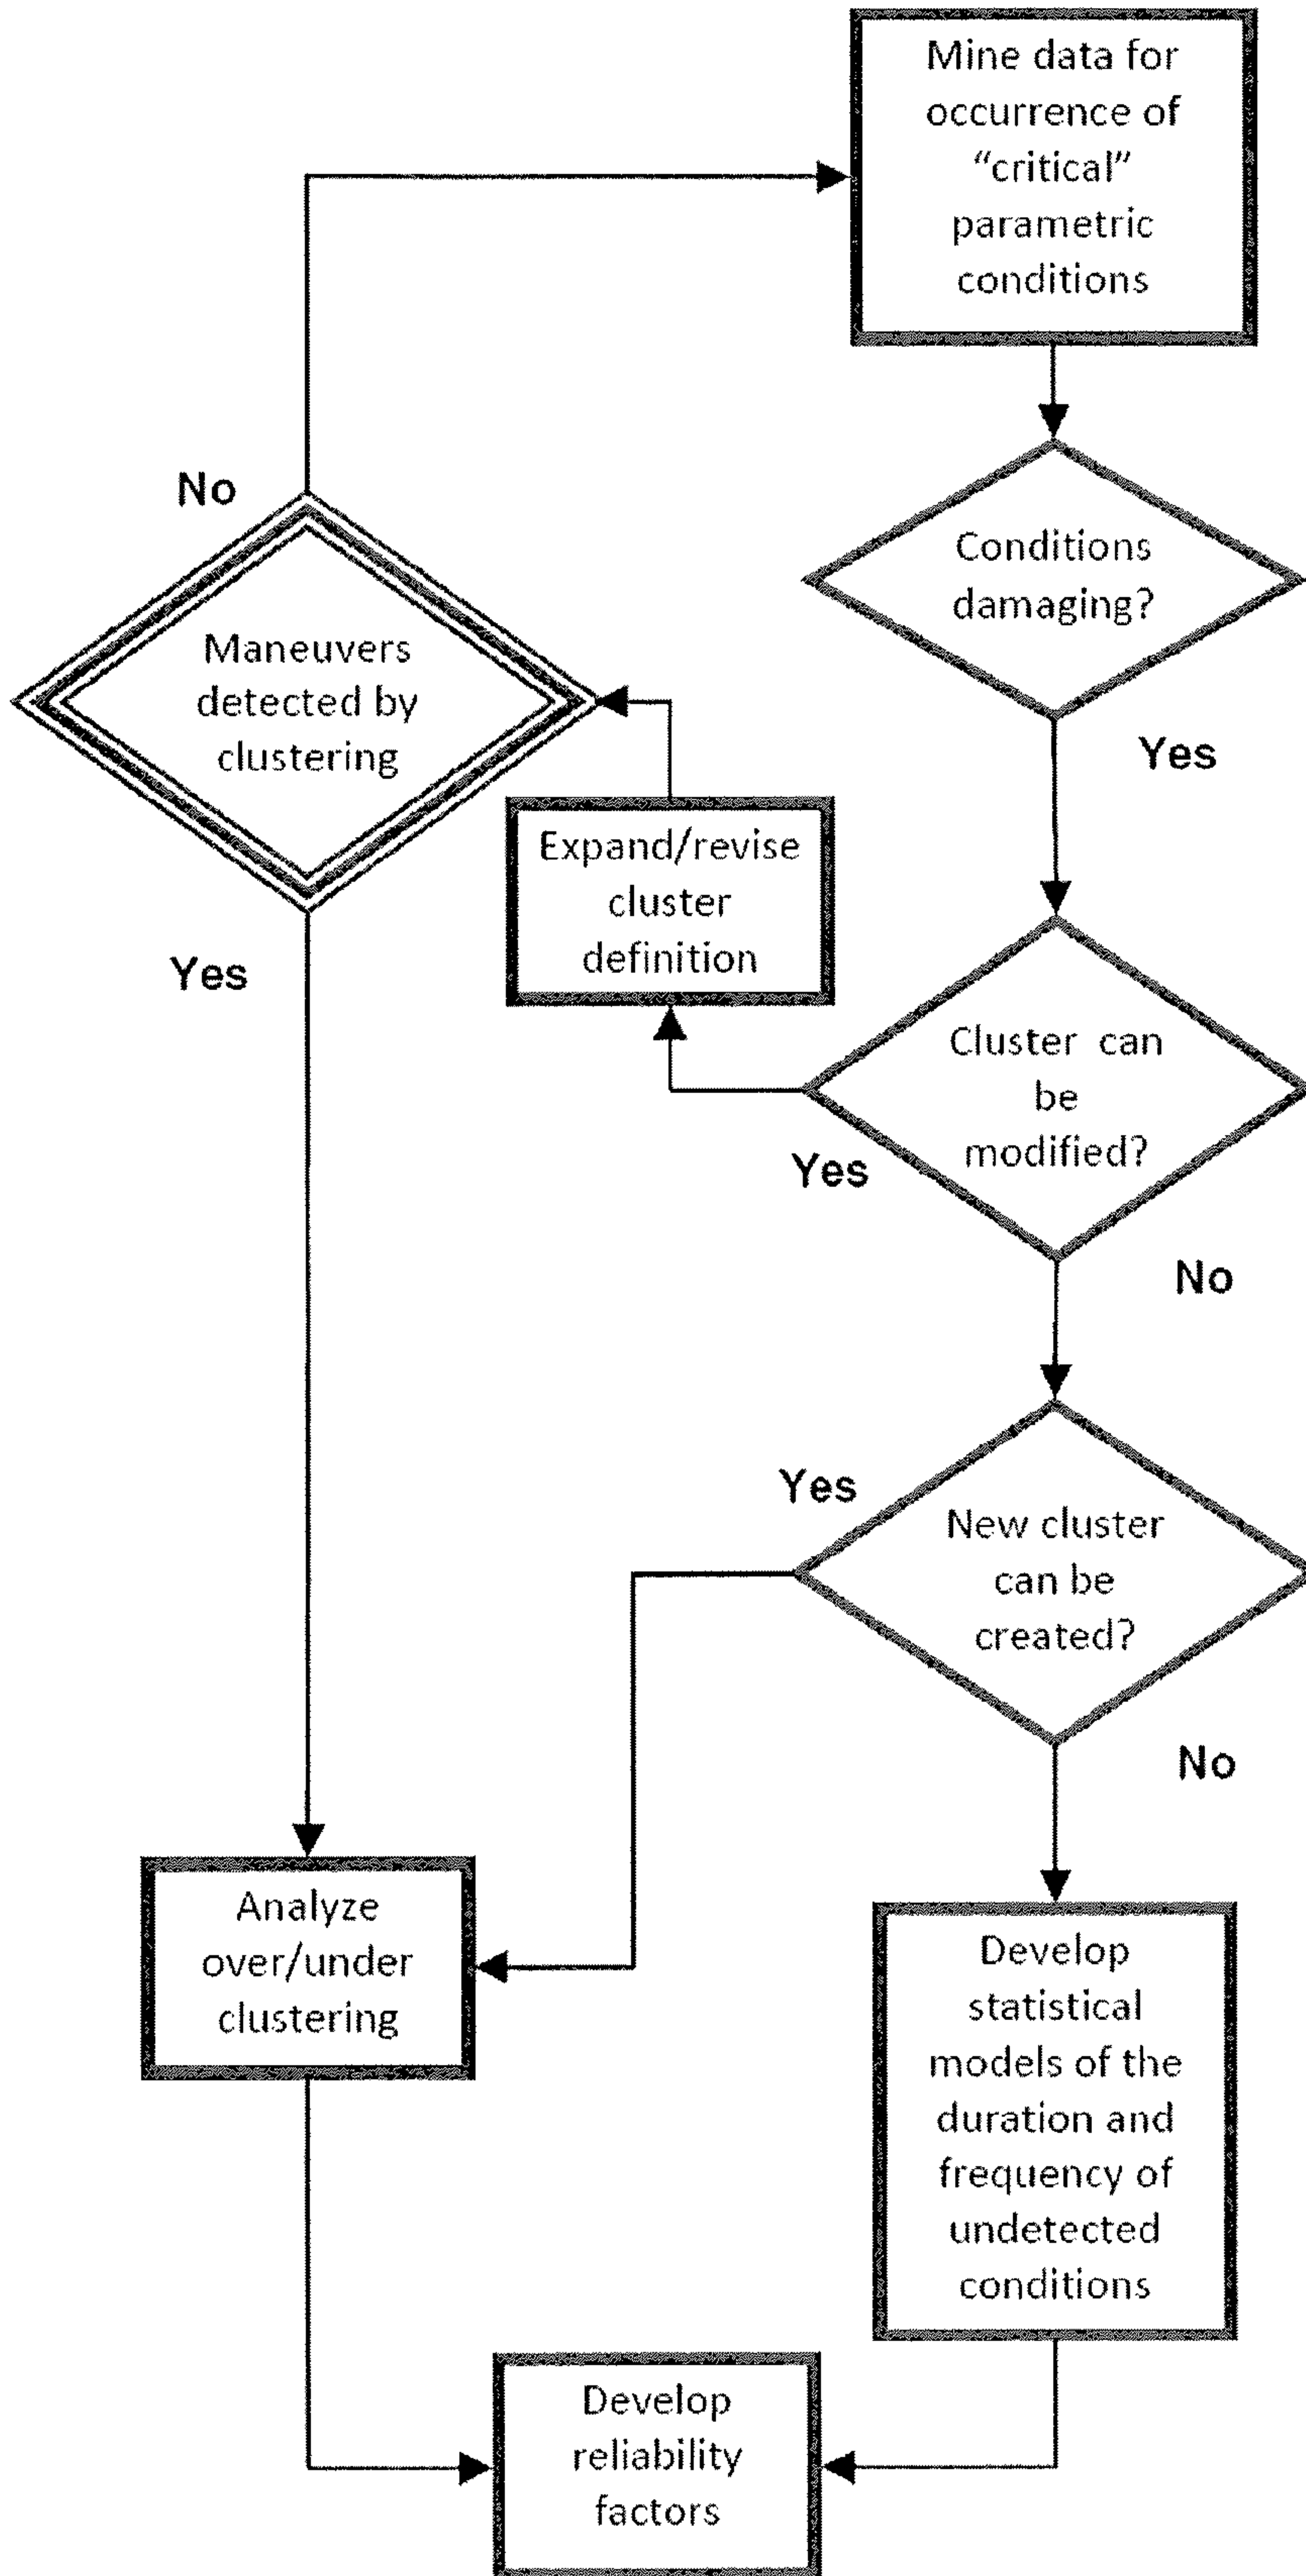 Mine data for
occurrence of
“critical”
parametric
conditions
No
Conditions
damaging?
Maneuvers
detected by
clustering
Yes
Expand/revise
cluster
definition
Yes
Cluster can
be
modified?
Yes
No
Yes
New cluster
can be
created?
No
Analyze
over/under
clustering
Develop
statistical
models of the
duration and
frequency of
undetected
conditions
Develop
reliability
factors